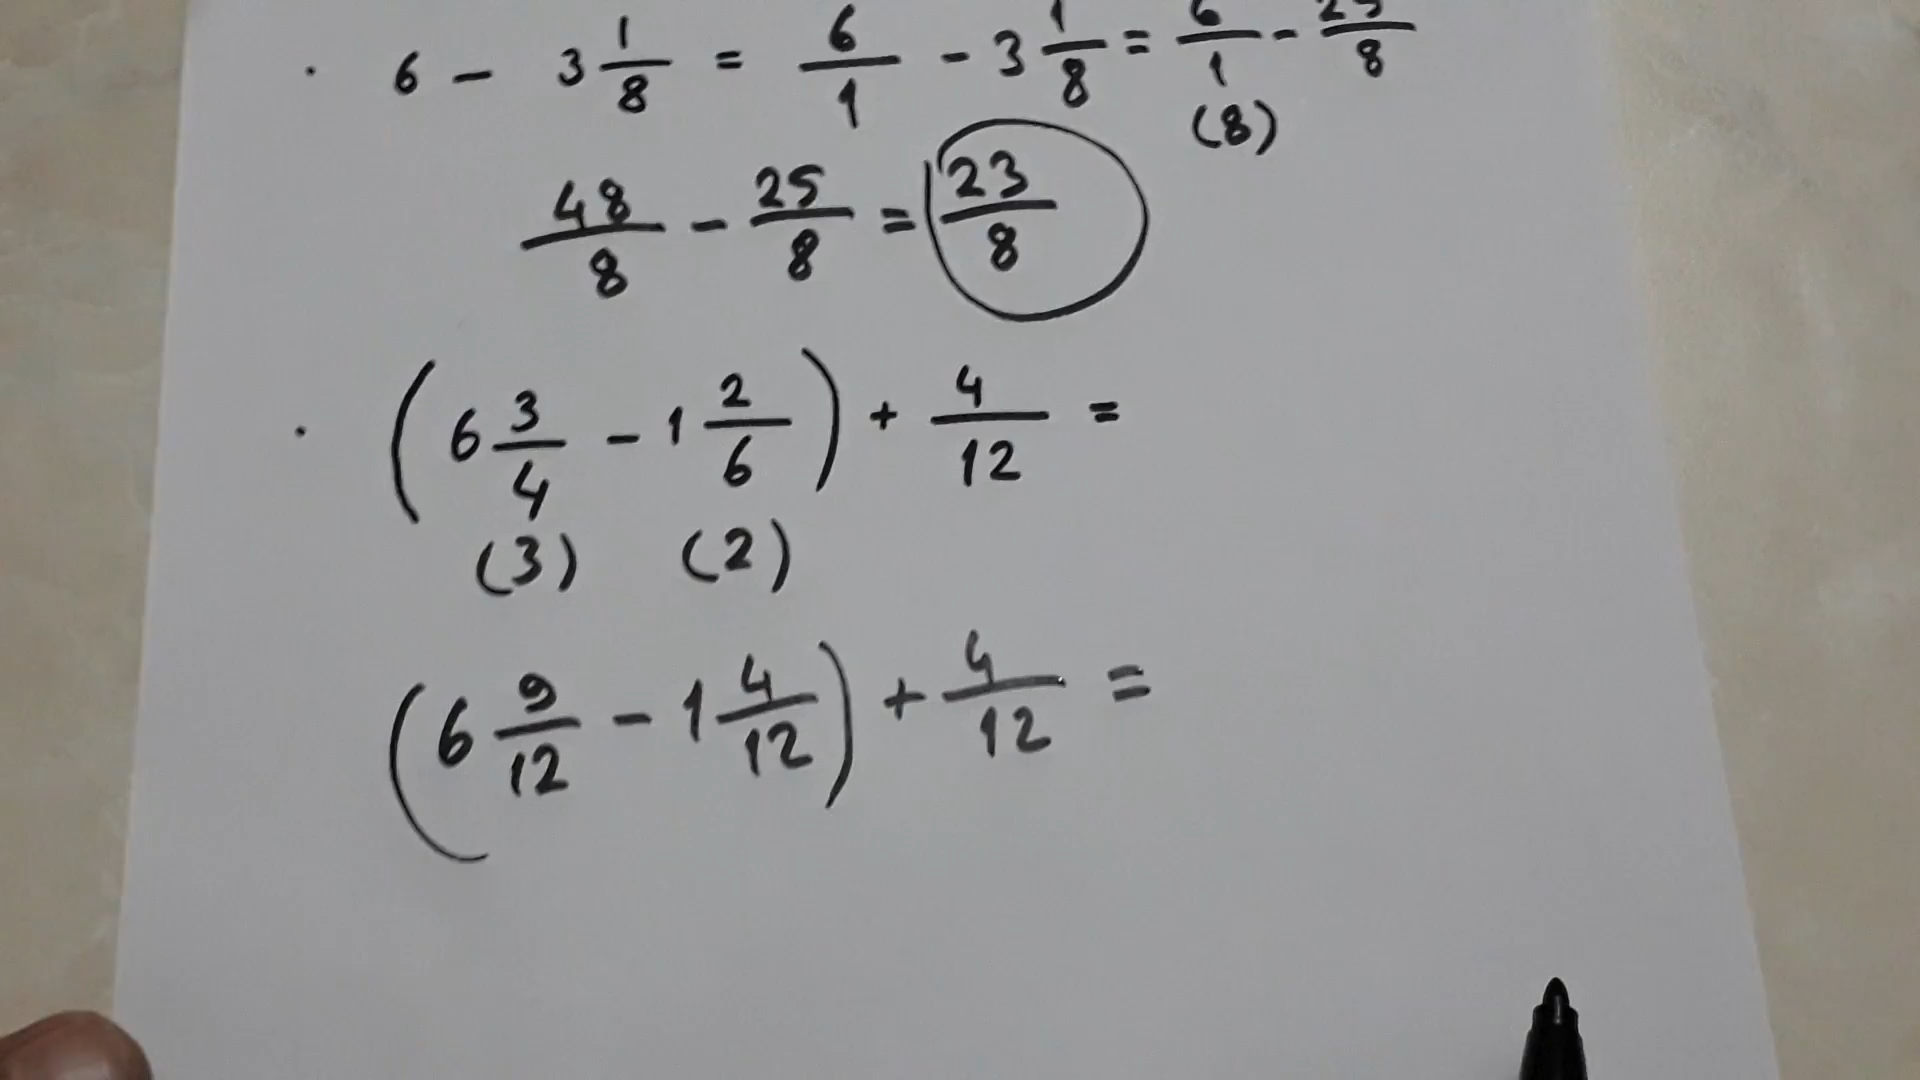 · 6 - 3 1/8 = 6/1 - 3 1/8 = 6/1 - 25/8
(8)
48/8 - 25/8 = 23/8
· (6 3/4 - 1 2/6) + 4/12 =
(3) (2)
(6 9/12 - 1 4/12) + 4/12 =